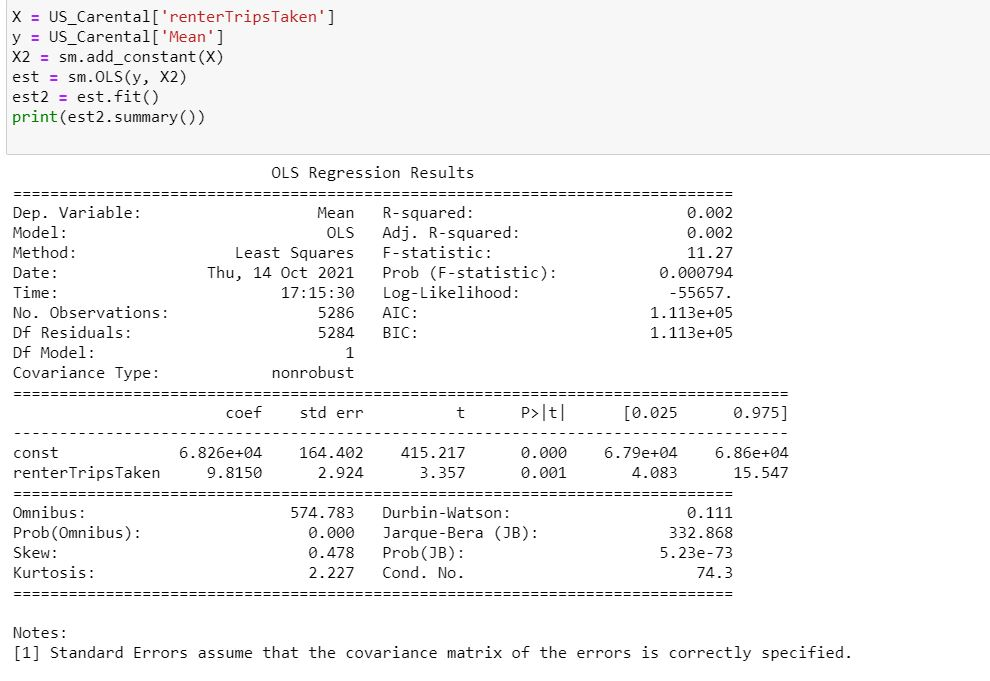 X = US_Carental['renterTripsTaken']
y = US_Carental['Mean']
X2 = sm.add_constant(X)
est = sm.OLS(y, X2)
est2 = est.fit()
print(est2.summary())
OLS Regression Results
==============================================================================
Dep. Variable: Mean R-squared: 0.002
Model: OLS Adj. R-squared: 0.002
Method: Least Squares F-statistic: 11.27
Date: Thu, 14 Oct 2021 Prob (F-statistic): 0.000794
Time: 17:15:30 Log-Likelihood: -55657.
No. Observations: 5286 AIC: 1.113e+05
Df Residuals: 5284 BIC: 1.113e+05
Df Model: 1
Covariance Type: nonrobust
====================================================================================
coef std err t P>|t| [0.025 0.975]
------------------------------------------------------------------------------------
const 6.826e+04 164.402 415.217 0.000 6.79e+04 6.86e+04
renterTripsTaken 9.8150 2.924 3.357 0.001 4.083 15.547
==============================================================================
Omnibus: 574.783 Durbin-Watson: 0.111
Prob(Omnibus): 0.000 Jarque-Bera (JB): 332.868
Skew: 0.478 Prob(JB): 5.23e-73
Kurtosis: 2.227 Cond. No. 74.3
==============================================================================
Notes:
[1] Standard Errors assume that the covariance matrix of the errors is correctly specified.